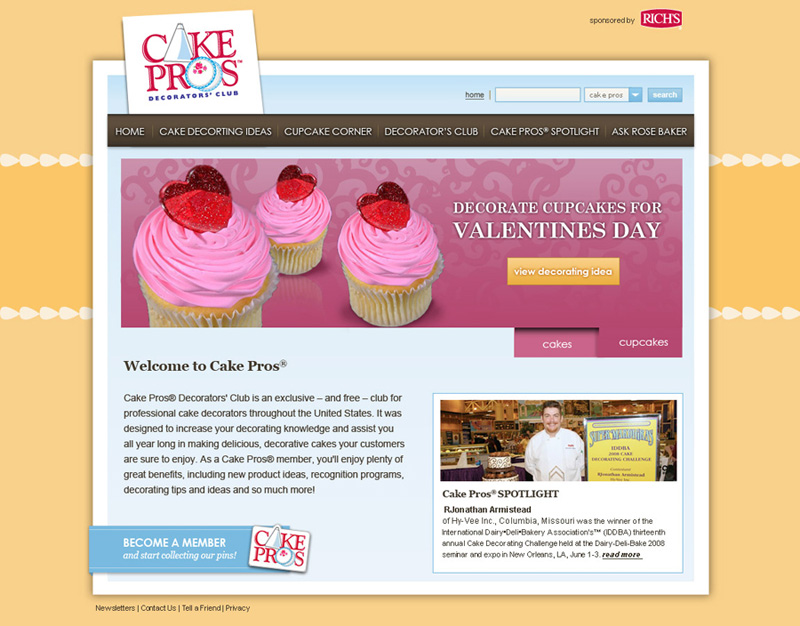 sponsored by RICH'S
CAKE
PROS™
DECORATORS' CLUB
home | cake pros search
HOME | CAKE DECORTING IDEAS | CUPCAKE CORNER | DECORATOR'S CLUB | CAKE PROS® SPOTLIGHT | ASK ROSE BAKER
DECORATE CUPCAKES FOR
VALENTINES DAY
view decorating idea
cakes cupcakes
Welcome to Cake Pros®
Cake Pros® Decorators' Club is an exclusive – and free – club for
professional cake decorators throughout the United States. It was
designed to increase your decorating knowledge and assist you
all year long in making delicious, decorative cakes your customers
are sure to enjoy. As a Cake Pros® member, you'll enjoy plenty of
great benefits, including new product ideas, recognition programs,
decorating tips and ideas and so much more!
BECOME A MEMBER
and start collecting our pins!
CAKE
PROS
IDDBA
2008 CAKE
DECORATING CHALLENGE
RJonathan Armistead
Cake Pros® SPOTLIGHT
RJonathan Armistead
of Hy-Vee Inc., Columbia, Missouri was the winner of the
International Dairy•Deli•Bakery Association's™ (IDDBA) thirteenth
annual Cake Decorating Challenge held at the Dairy-Deli-Bake 2008
seminar and expo in New Orleans, LA, June 1-3. read more
Newsletters | Contact Us | Tell a Friend | Privacy